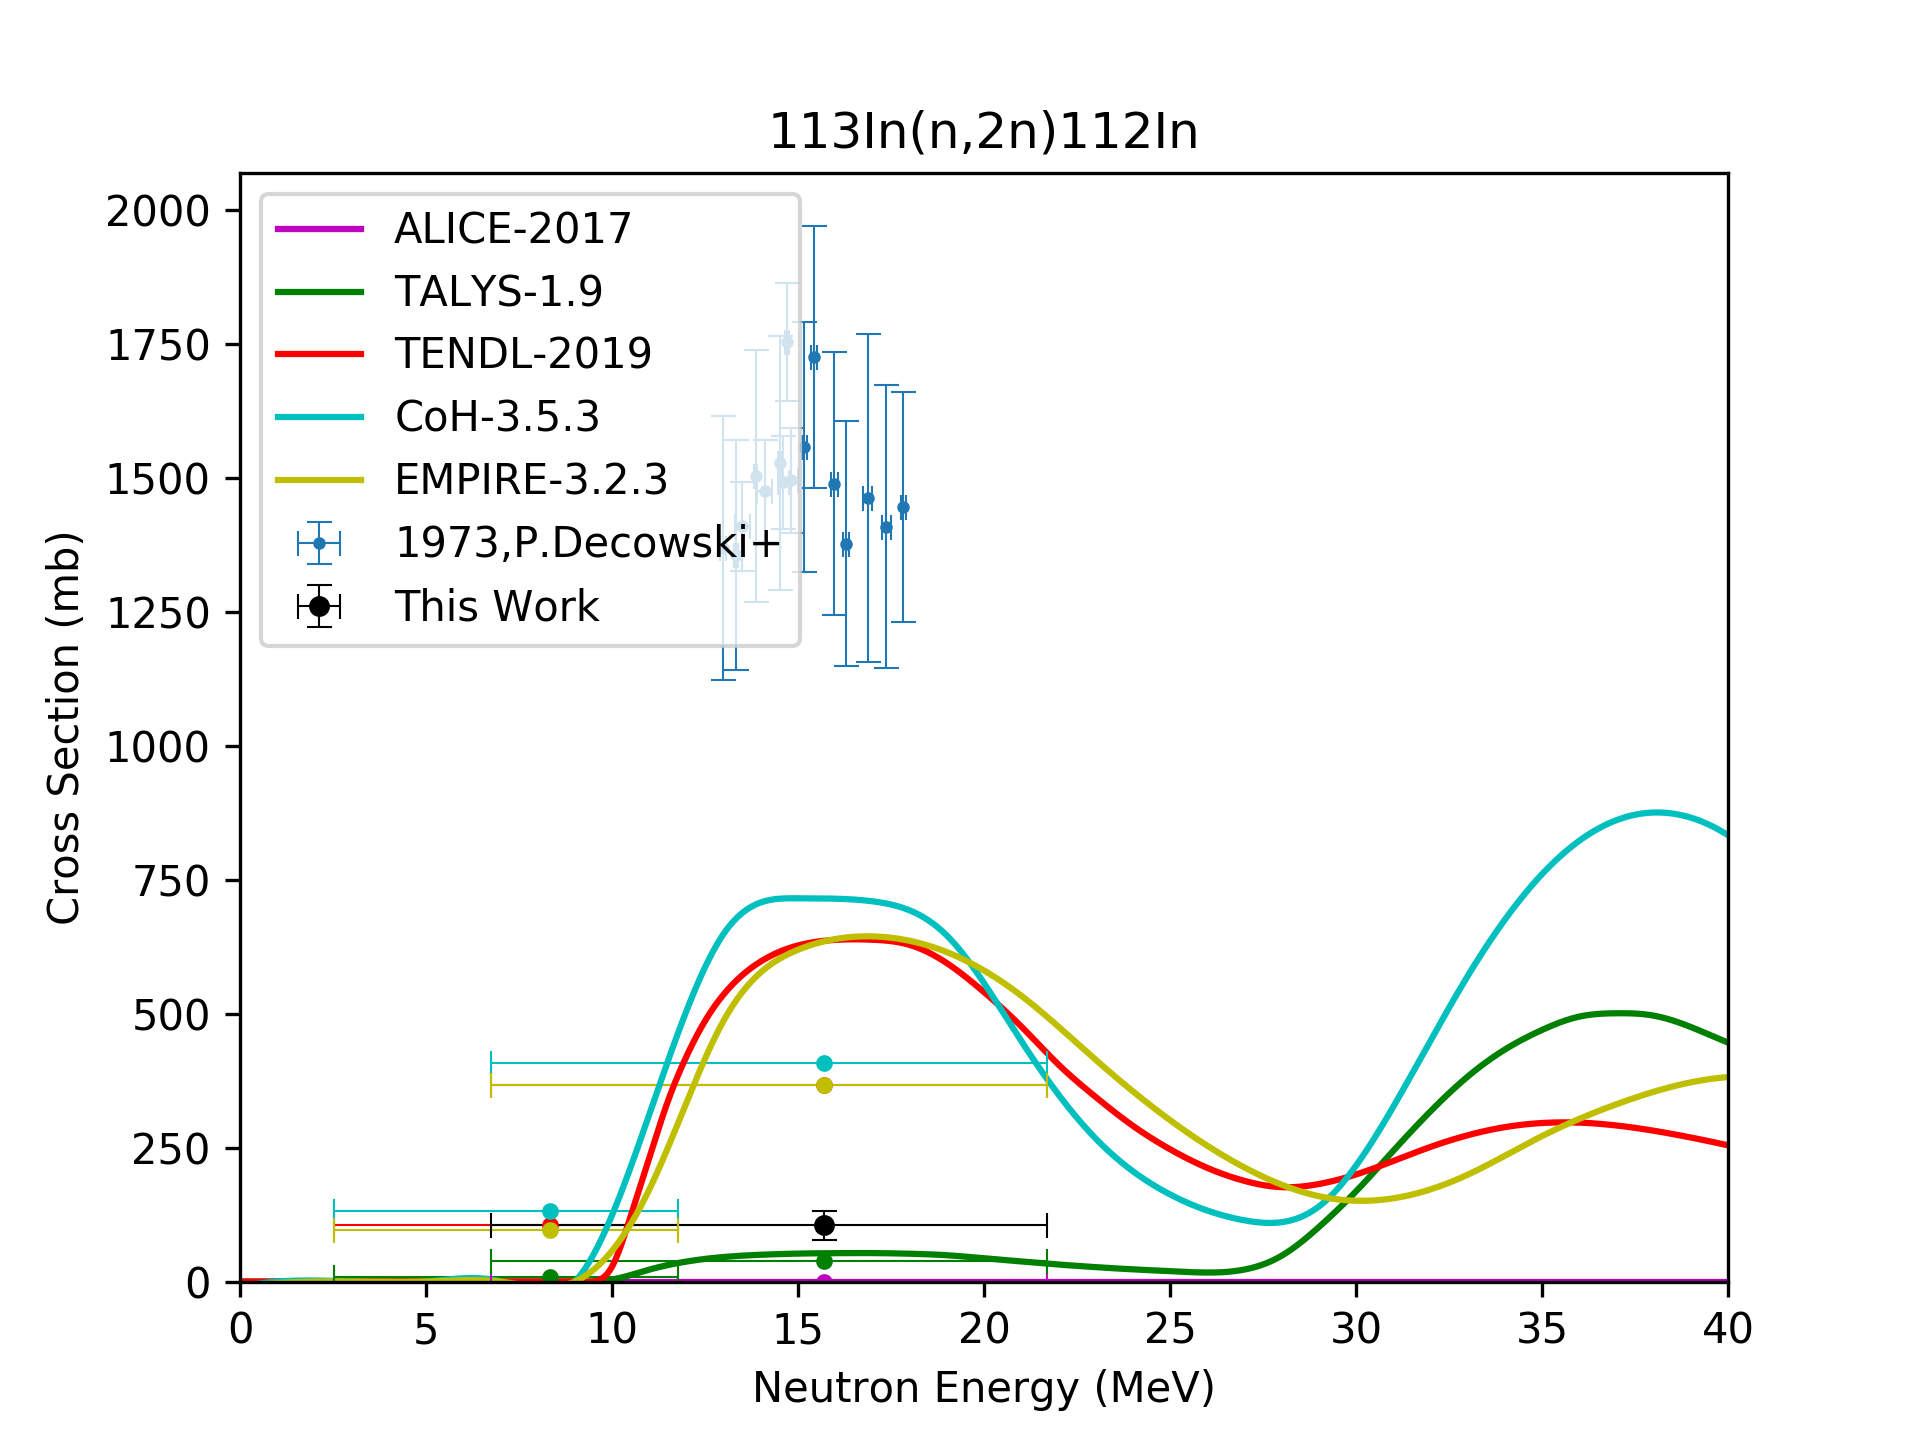 113In(n,2n)112In
Cross Section (mb)
2000
1750
1500
1250
1000
750
500
250
0
ALICE-2017
TALYS-1.9
TENDL-2019
CoH-3.5.3
EMPIRE-3.2.3
1973,P.Decowski+
This Work
0 5 10 15 20 25 30 35 40
Neutron Energy (MeV)